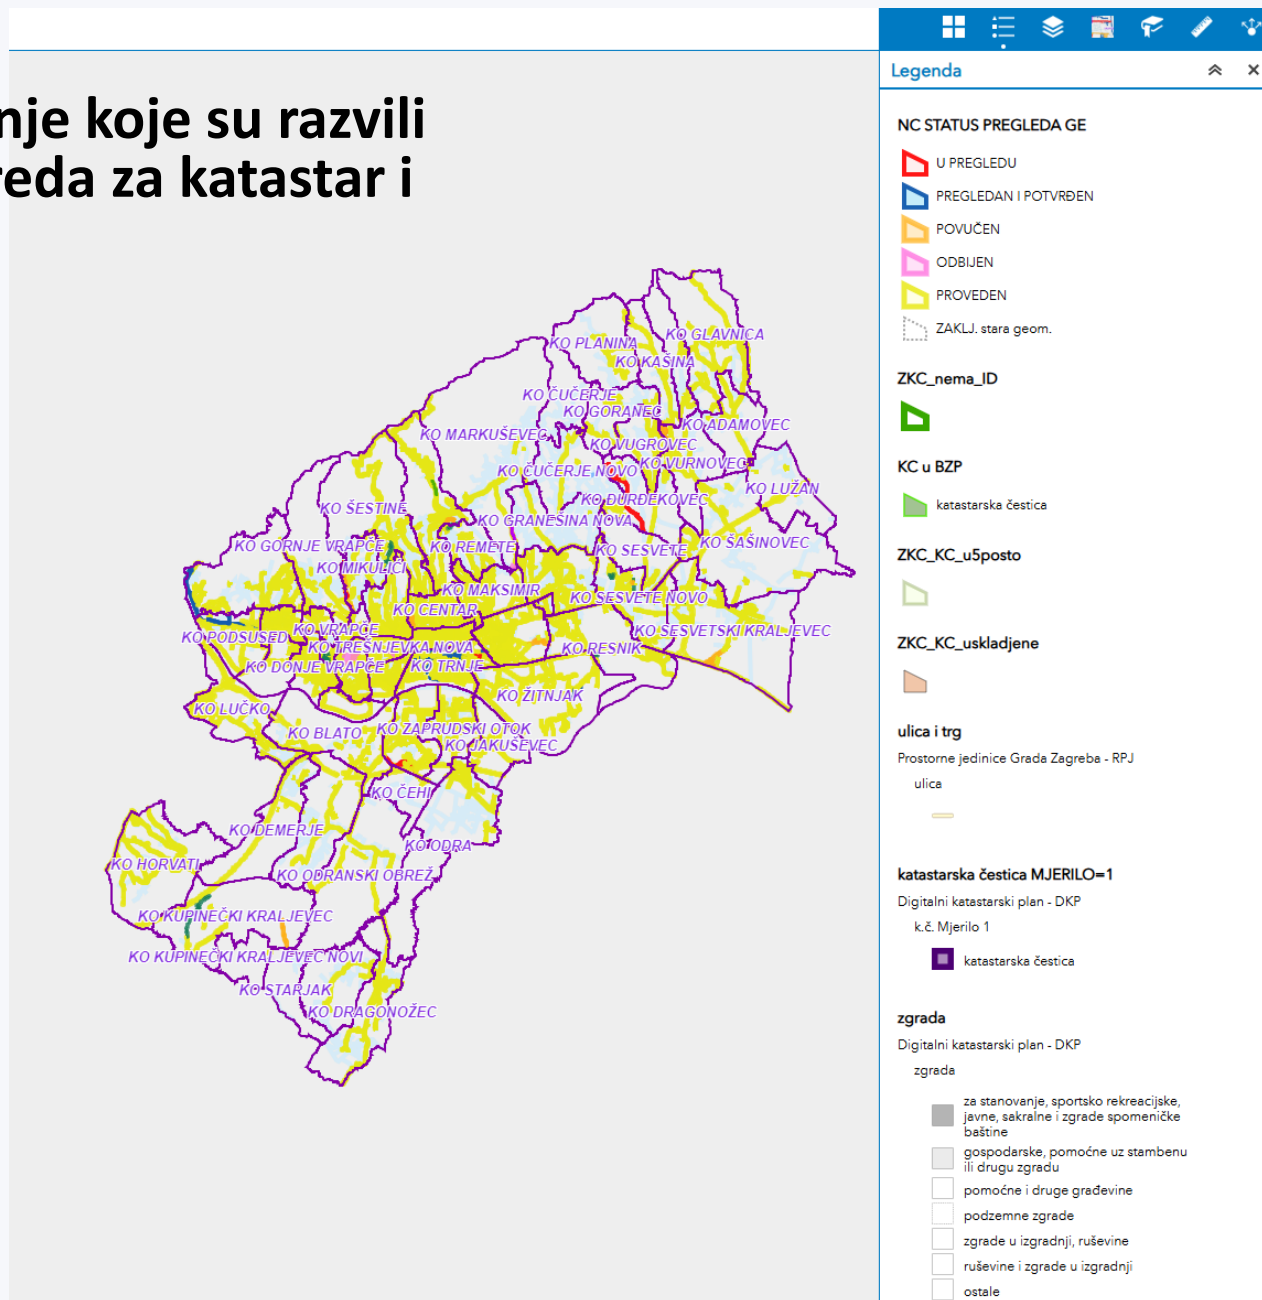 nje koje su razvili
reda za katastar i
KO GLAVNICA
KO PLANINA
KO KAŠINA
KO ČUČERJE
KO GORANEC
KO ADAMOVEC
KO MARKUŠEVEC
KO VUGROVEC
KO ČUČERJE NOVO
KO VURNOVEC
KO LUŽAN
KO ĐURĐEKOVEC
KO ŠESTINE
KO GRANEŠINA NOVA
KO ŠAŠINOVEC
KO GORNJE VRAPČE
KO REMETE
KO SESVETE
KO MIKULIĆI
KO MAKSIMIR
KO SESVETE NOVO
KO CENTAR
KO VRAPČE
KO SESVETSKI KRALJEVEC
KO PODSUSED
KO TREŠNJEVKA NOVA
KO RESNIK
KO DONJE VRAPČE
KO TRNJE
KO ŽITNJAK
KO LUČKO
KO BLATO
KO ZAPRUDSKI OTOK
KO JAKUŠEVEC
KO ČEHI
KO DEMERJE
KO ODRA
KO HORVATI
KO ODRANSKI OBREŽ
KO KUPINEČKI KRALJEVEC
KO KUPINEČKI KRALJEVEC NOVI
KO STARJAK
KO DRAGONOŽEC
Legenda
NC STATUS PREGLEDA GE
U PREGLEDU
PREGLEDAN I POTVRĐEN
POVUČEN
ODBIJEN
PROVEDEN
ZAKLJ. stara geom.
ZKC_nema_ID
KC u BZP
katastarska čestica
ZKC_KC_u5posto
ZKC_KC_uskladjene
ulica i trg
Prostorne jedinice Grada Zagreba - RPJ
ulica
katastarska čestica MJERILO=1
Digitalni katastarski plan - DKP
k.č. Mjerilo 1
katastarska čestica
zgrada
Digitalni katastarski plan - DKP
zgrada
za stanovanje, sportsko rekreacijske,
javne, sakralne i zgrade spomeničke
baštine
gospodarske, pomoćne uz stambenu
ili drugu zgradu
pomoćne i druge građevine
podzemne zgrade
zgrade u izgradnji, ruševine
ruševine i zgrade u izgradnji
ostale